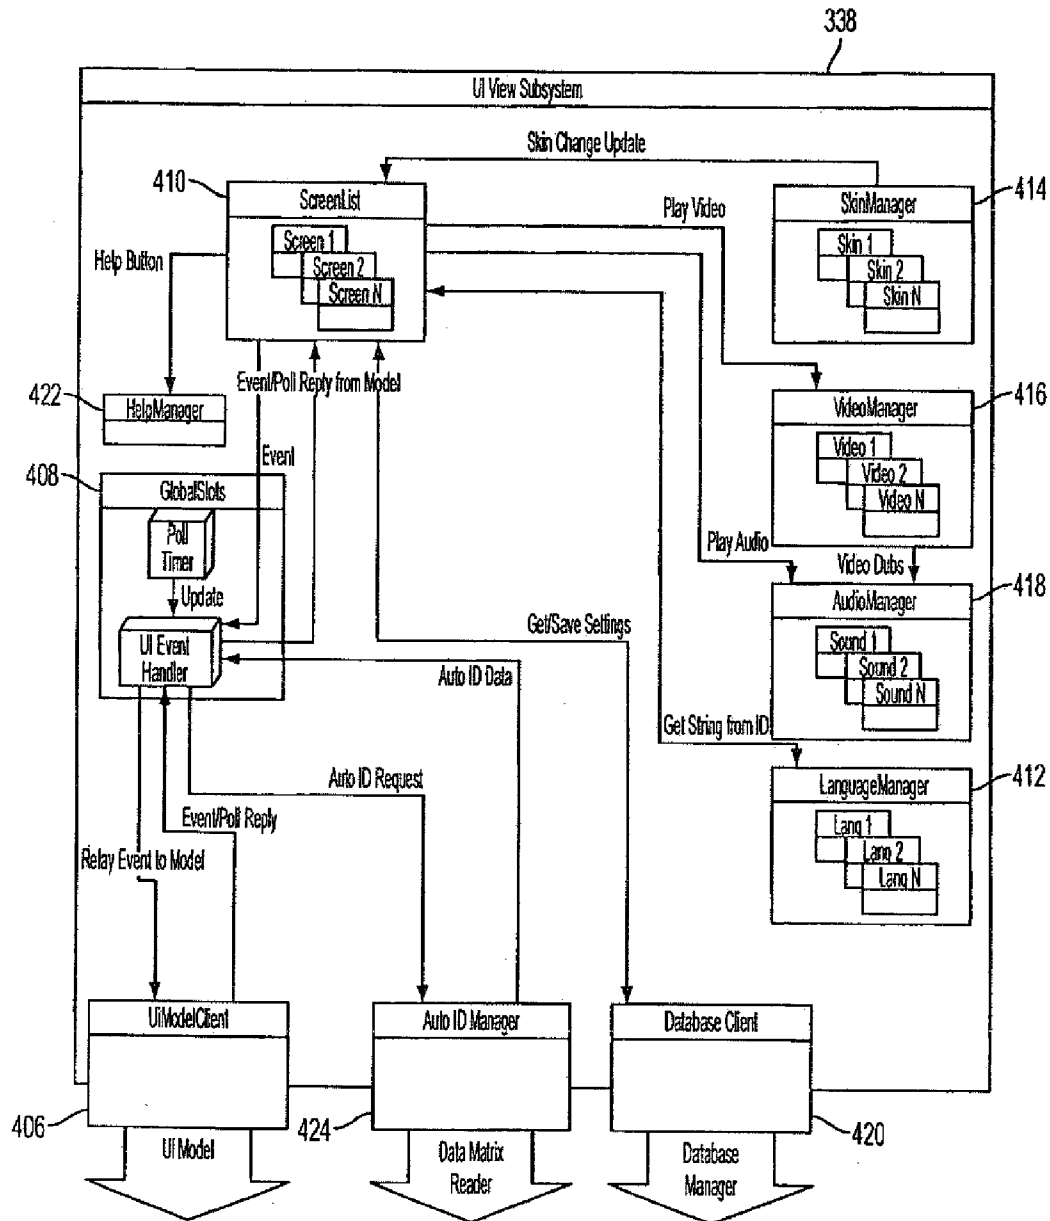 338
UI View Subsystem
Skin Change Update
410
ScreenList
Screen 1
Screen 2
Screen N
Play Video
SkinManager
414
Skin 1
Skin 2
Skin N
Help Button
Event/Poll Reply from Model
422
HelpManager
VideoManager
416
Video 1
Video 2
Video N
Event
408
GlobalSlots
Poll
Timer
Update
Play Audio
Video Dubs
AudioManager
418
Sound 1
Sound 2
Sound N
UI Event
Handler
Get/Save Settings
Auto ID Data
Get String from ID
LanguageManager
412
Lang 1
Lang 2
Lang N
Auto ID Request
Event/Poll Reply
Relay Event to Model
UiModelClient
Auto ID Manager
Database Client
406
424
420
UI Model
Data Matrix
Reader
Database
Manager